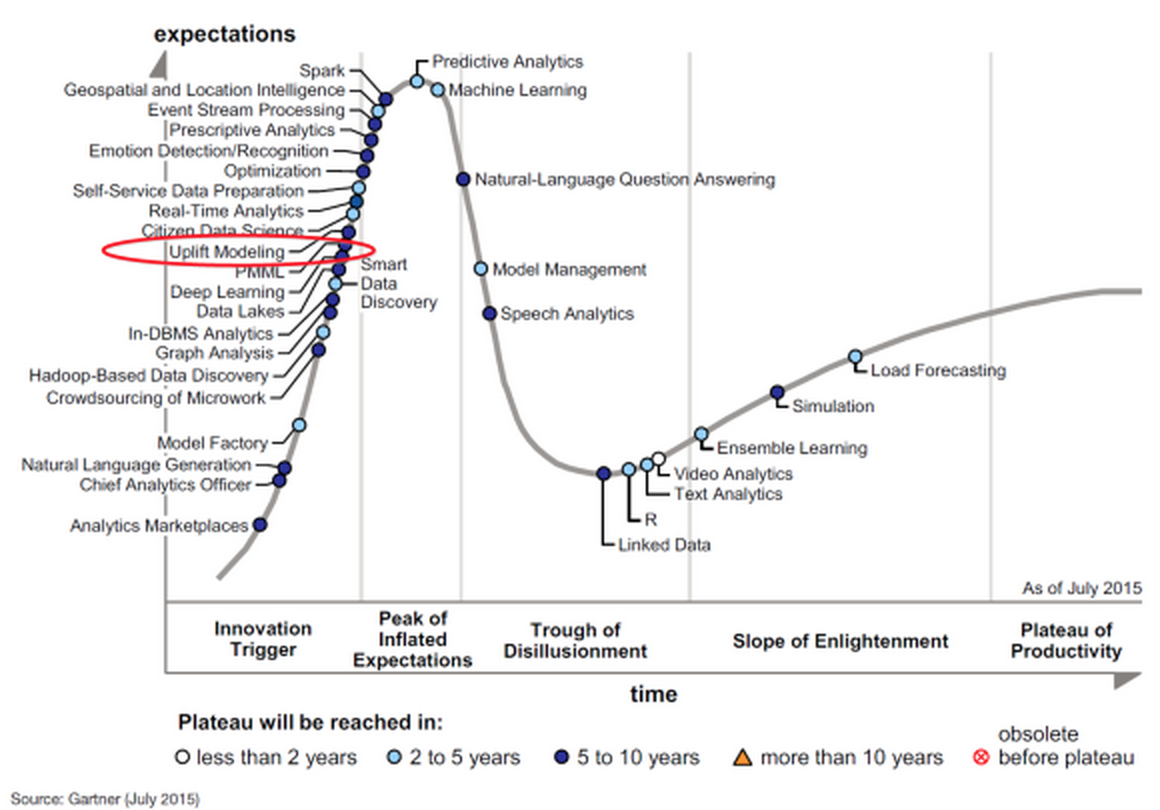 expectations
Predictive Analytics
Spark
Geospatial and Location Intelligence
Machine Learning
Event Stream Processing
Prescriptive Analytics
Emotion Detection/Recognition
Optimization
Natural-Language Question Answering
Self-Service Data Preparation
Real-Time Analytics
Citizen Data Science
Uplift Modeling
PMML
Smart
Data
Discovery
Model Management
Deep Learning
Data Lakes
Speech Analytics
In-DBMS Analytics
Graph Analysis
Hadoop-Based Data Discovery
Crowdsourcing of Microwork
Load Forecasting
Simulation
Model Factory
Ensemble Learning
Natural Language Generation
Video Analytics
Chief Analytics Officer
Text Analytics
R
Analytics Marketplaces
Linked Data
As of July 2015
Innovation
Trigger
Peak of
Inflated
Expectations
Trough of
Disillusionment
Slope of Enlightenment
Plateau of
Productivity
time
Plateau will be reached in:
less than 2 years
2 to 5 years
5 to 10 years
more than 10 years
obsolete
before plateau
Source: Gartner (July 2015)